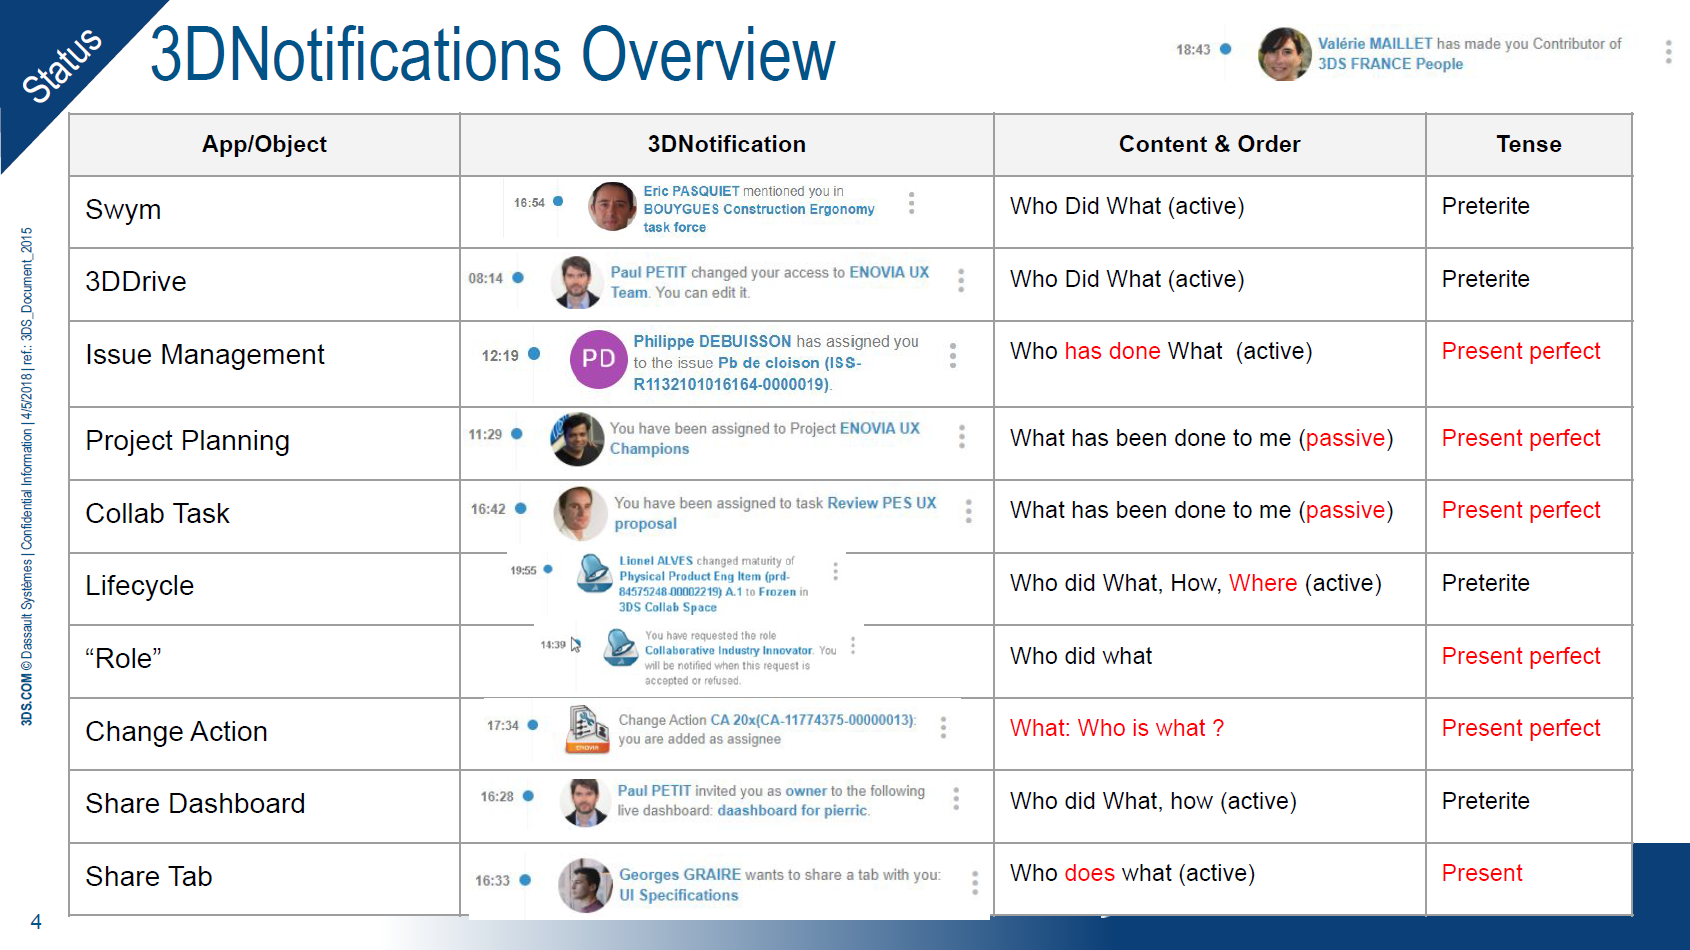 Status
3DNotifications Overview
18:43
Valérie MAILLET has made you Contributor of
3DS FRANCE People
App/Object
3DNotification
Content & Order
Tense
Swym
16:54
Eric PASQUIET mentioned you in
BOUYGUES Construction Ergonomy
task force
Who Did What (active)
Preterite
3DDrive
08:14
Paul PETIT changed your access to ENOVIA UX
Team. You can edit it.
Who Did What (active)
Preterite
Issue Management
12:19
PD
Philippe DEBUISSON has assigned you
to the issue Pb de cloison (ISS-
R1132101016164-0000019).
Who has done What (active)
Present perfect
Project Planning
11:29
You have been assigned to Project ENOVIA UX
Champions
What has been done to me (passive)
Present perfect
Collab Task
16:42
You have been assigned to task Review PES UX
proposal
What has been done to me (passive)
Present perfect
Lifecycle
19:55
Lionel ALVES changed maturity of
Physical Product Eng Item (prd-
84575248-00002219) A.1 to Frozen in
3DS Collab Space
Who did What, How, Where (active)
Preterite
“Role”
14:39
You have requested the role
Collaborative Industry Innovator. You
will be notified when this request is
accepted or refused.
Who did what
Present perfect
Change Action
17:34
ENOVIA
Change Action CA 20x(CA-11774375-00000013):
you are added as assignee
What: Who is what ?
Present perfect
Share Dashboard
16:28
Paul PETIT invited you as owner to the following
live dashboard: daashboard for pierric.
Who did What, how (active)
Preterite
Share Tab
16:33
Georges GRAIRE wants to share a tab with you:
UI Specifications
Who does what (active)
Present
3DS.COM © Dassault Systèmes | Confidential Information | 4/5/2018 | ref.: 3DS_Document_2015
4